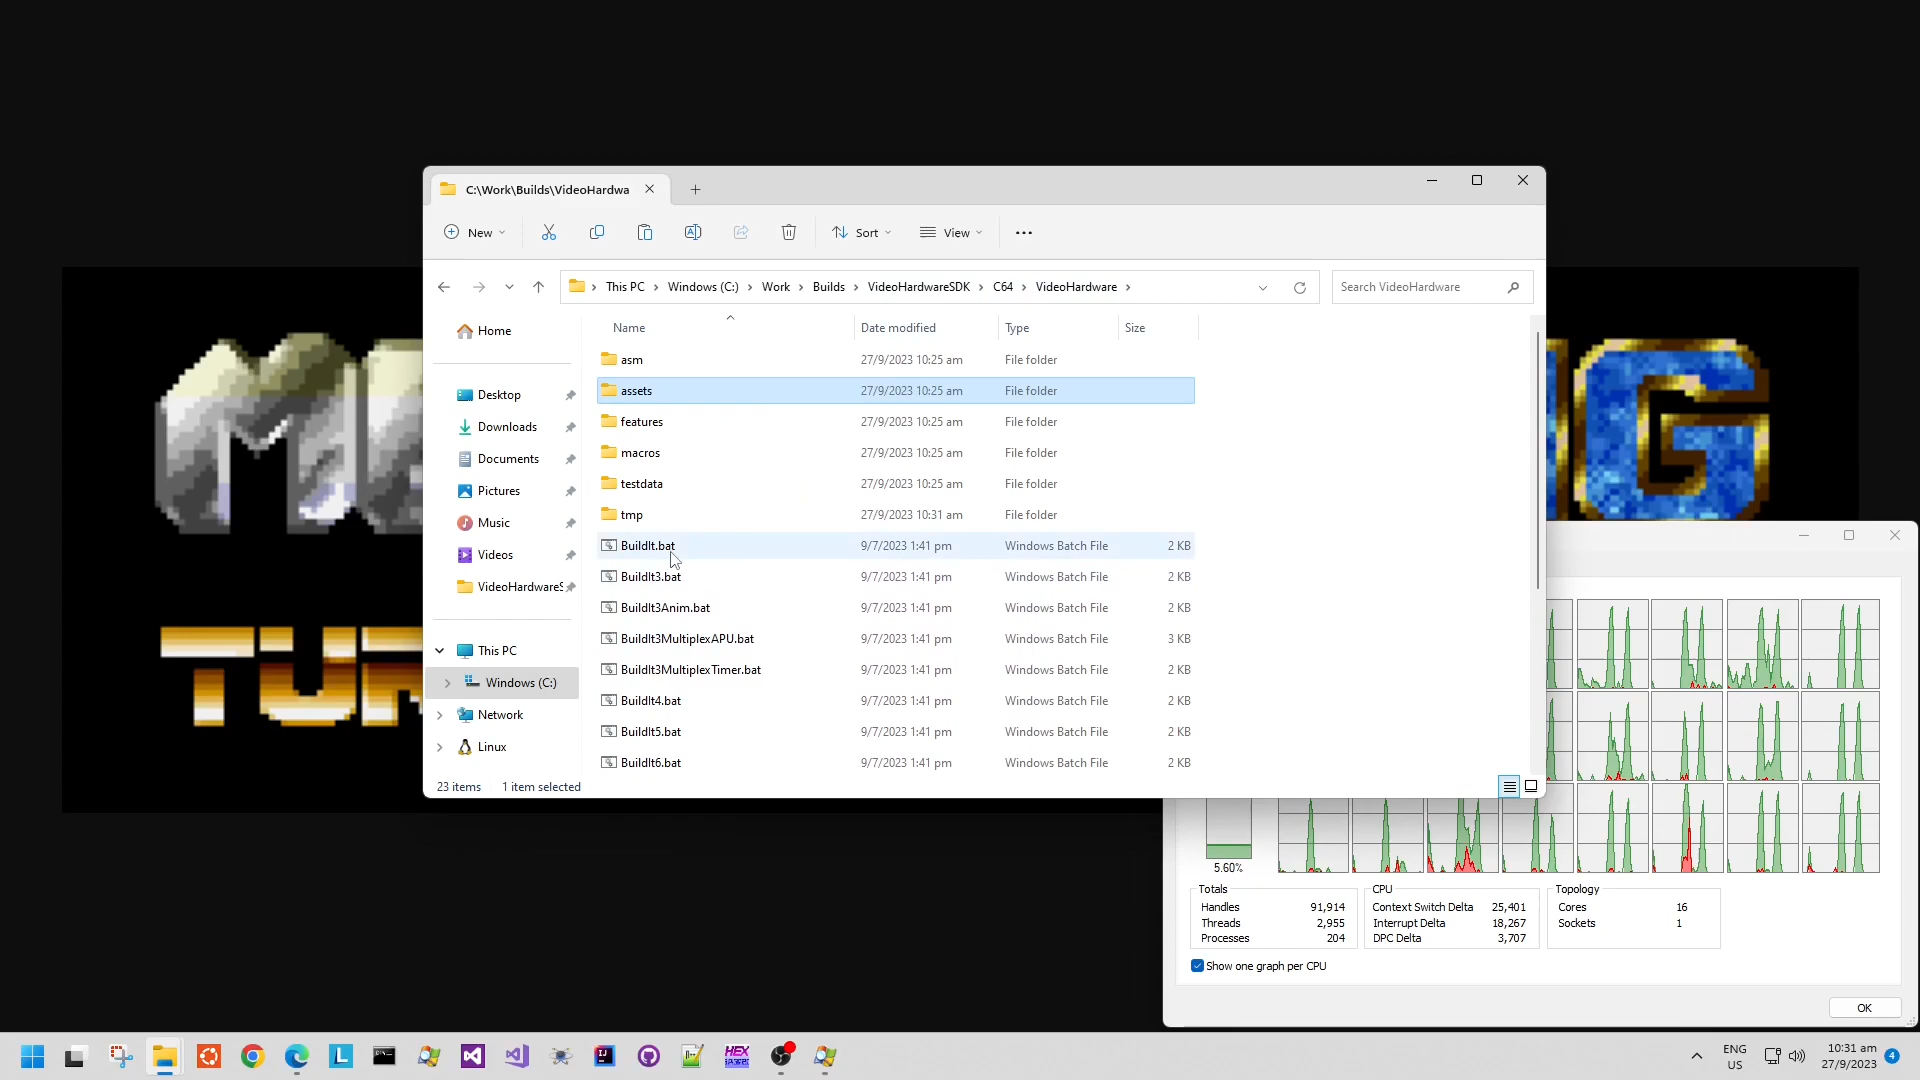 C:\Work\Builds\VideoHardwa
New
Sort
View
This PC
Windows (C:)
Work
Builds
VideoHardwareSDK
C64
VideoHardware
Search VideoHardware
Home
Desktop
Downloads
Documents
Pictures
Music
Videos
VideoHardwareS
This PC
Windows (C:)
Network
Linux
Name Date modified Type Size
asm 27/9/2023 10:25 am File folder
assets 27/9/2023 10:25 am File folder
features 27/9/2023 10:25 am File folder
macros 27/9/2023 10:25 am File folder
testdata 27/9/2023 10:25 am File folder
tmp 27/9/2023 10:31 am File folder
BuildIt.bat 9/7/2023 1:41 pm Windows Batch File 2 KB
BuildIt3.bat 9/7/2023 1:41 pm Windows Batch File 2 KB
BuildIt3Anim.bat 9/7/2023 1:41 pm Windows Batch File 2 KB
BuildIt3MultiplexAPU.bat 9/7/2023 1:41 pm Windows Batch File 3 KB
BuildIt3MultiplexTimer.bat 9/7/2023 1:41 pm Windows Batch File 2 KB
BuildIt4.bat 9/7/2023 1:41 pm Windows Batch File 2 KB
BuildIt5.bat 9/7/2023 1:41 pm Windows Batch File 2 KB
BuildIt6.bat 9/7/2023 1:41 pm Windows Batch File 2 KB
23 items 1 item selected
5.60%
Totals
Handles 91,914
Threads 2,955
Processes 204
CPU
Context Switch Delta 25,401
Interrupt Delta 18,267
DPC Delta 3,707
Topology
Cores 16
Sockets 1
Show one graph per CPU
OK
HEX
ENG
US
10:31 am
27/9/2023
4